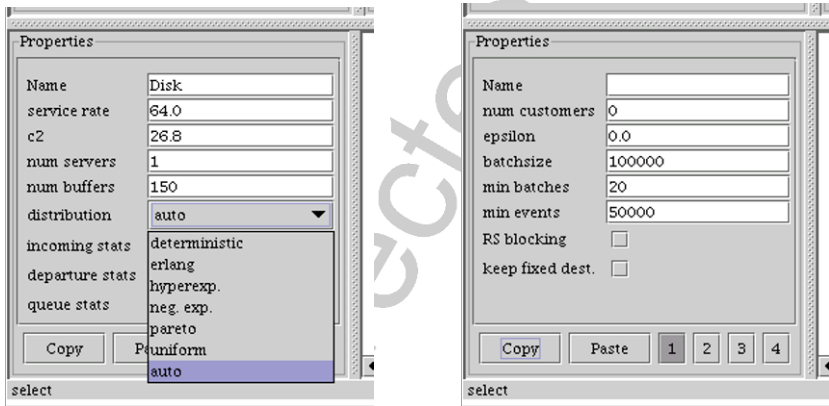 Properties
Name Disk
service rate 64.0
c2 26.8
num servers 1
num buffers 150
distribution auto
incoming stats
departure stats
queue stats
deterministic
erlang
hyperexp.
neg. exp.
pareto
uniform
auto
Copy
select
Properties
Name
num customers 0
epsilon 0.0
batchsize 100000
min batches 20
min events 50000
RS blocking
keep fixed dest.
Copy Paste 1 2 3 4
select